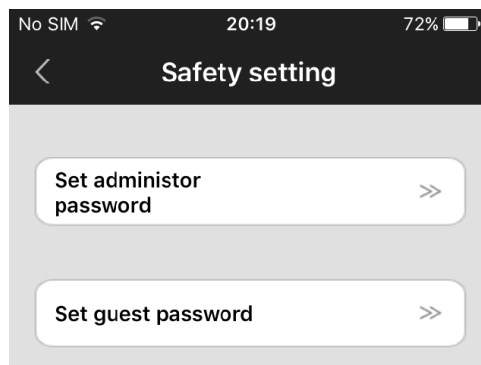 No SIM 20:19 72%
Safety setting
Set administor
password
Set guest password